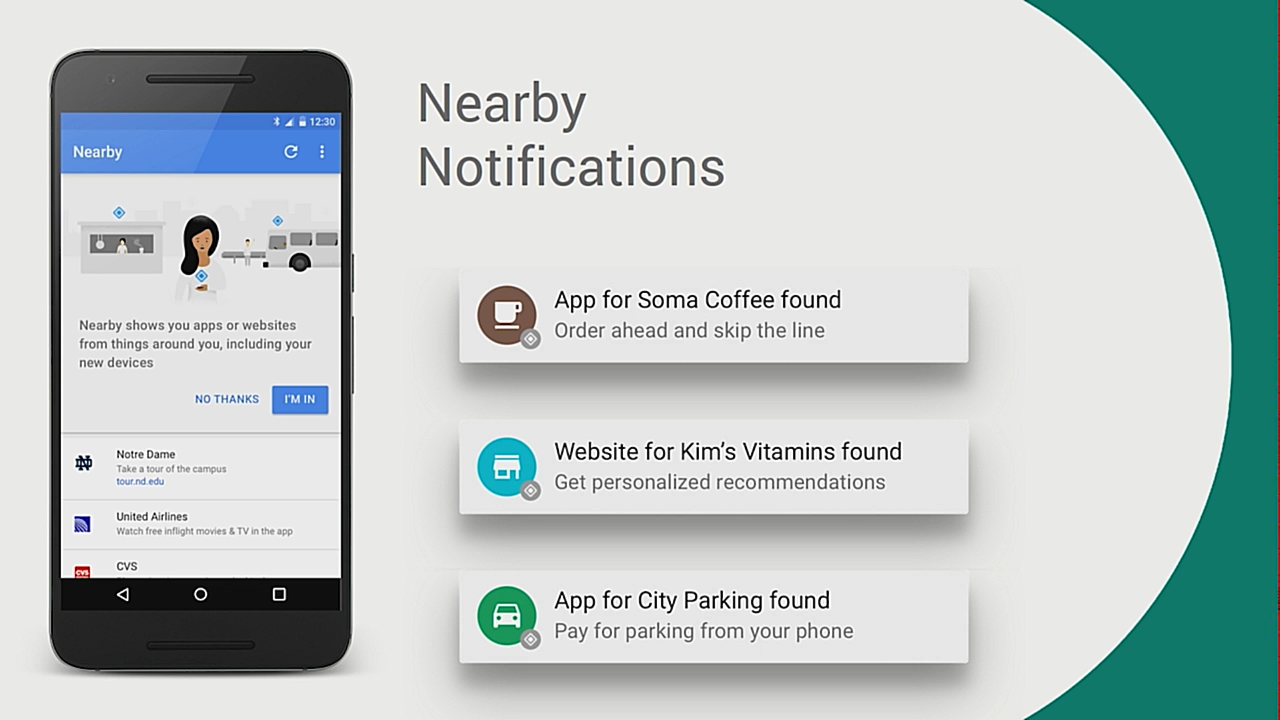 12:30
Nearby
Nearby shows you apps or websites
from things around you, including your
new devices
NO THANKS
I'M IN
Notre Dame
Take a tour of the campus
tour.nd.edu
United Airlines
Watch free inflight movies & TV in the app
CVS
CVS
Nearby
Notifications
App for Soma Coffee found
Order ahead and skip the line
Website for Kim's Vitamins found
Get personalized recommendations
App for City Parking found
Pay for parking from your phone